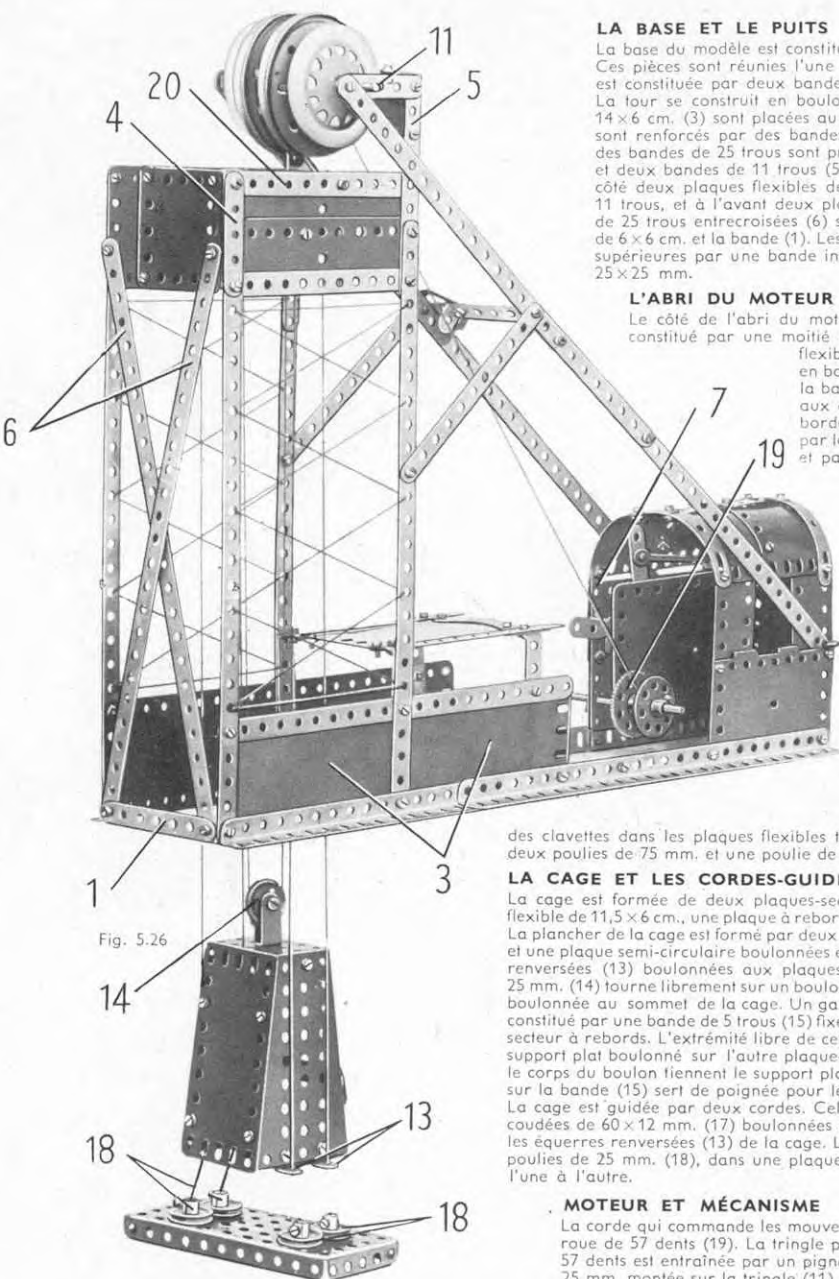 LA BASE ET LE PUITS
La base du modèle est constitu
Ces pièces sont réunies l'une
est constituée par deux bande
La tour se construit en boulo
14 × 6 cm. (3) sont placées au
sont renforcés par des bande
des bandes de 25 trous sont p
et deux bandes de 11 trous (5
côté deux plaques flexibles de
11 trous, et à l'avant deux pl
de 25 trous entrecroisées (6) s
de 6 × 6 cm. et la bande (1). Les
supérieures par une bande in
25 × 25 mm.
L'ABRI DU MOTEUR
Le côté de l'abri du mot
constitué par une moitié
flexib
en bo
la ba
aux
bord
par l
et pa
11
20
5
4
6
7
19
1
3
Fig. 5.26
14
13
18
18
des clavettes dans les plaques flexibles t
deux poulies de 75 mm. et une poulie de
LA CAGE ET LES CORDES-GUID
La cage est formée de deux plaques-sec
flexible de 11,5 × 6 cm., une plaque à rebor
La plancher de la cage est formé par deux
et une plaque semi-circulaire boulonnées e
renversées (13) boulonnées aux plaques
25 mm. (14) tourne librement sur un boulo
boulonnée au sommet de la cage. Un ga
constitué par une bande de 5 trous (15) fixé
secteur à rebords. L'extrémité libre de ce
support plat boulonné sur l'autre plaque
le corps du boulon tiennent le support pla
sur la bande (15) sert de poignée pour le
La cage est guidée par deux cordes. Cel
coudées de 60 × 12 mm. (17) boulonnées
les équerres renversées (13) de la cage. L
poulies de 25 mm. (18), dans une plaque
l'une à l'autre.
MOTEUR ET MÉCANISME
La corde qui commande les mouve
roue de 57 dents (19). La tringle p
57 dents est entraînée par un pign
25 mm. montée sur la tringle (11)